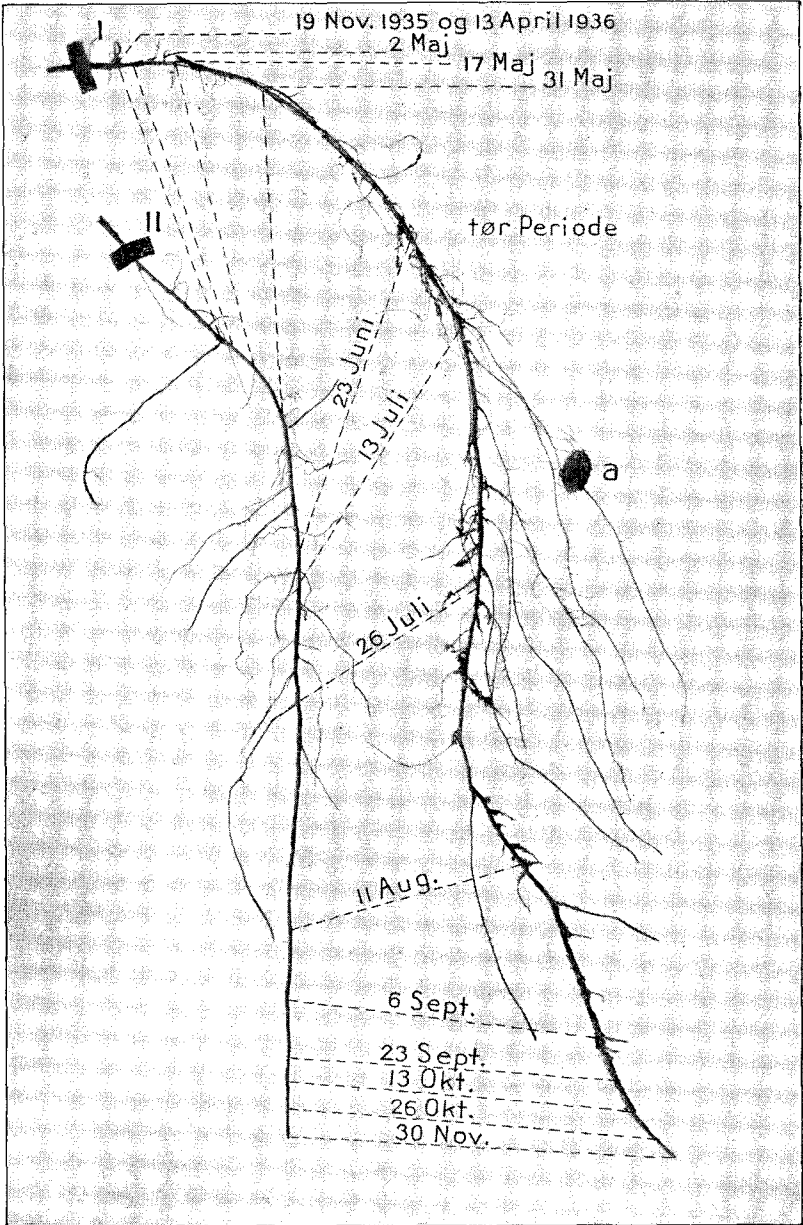 I
19 Nov. 1935 og 13 April 1936
2 Maj
17 Maj
31 Maj
II
tør Periode
23 Juni
13 Juli
a
26 Juli
11 Aug.
6 Sept.
23 Sept.
13 Okt.
26 Okt.
30 Nov.